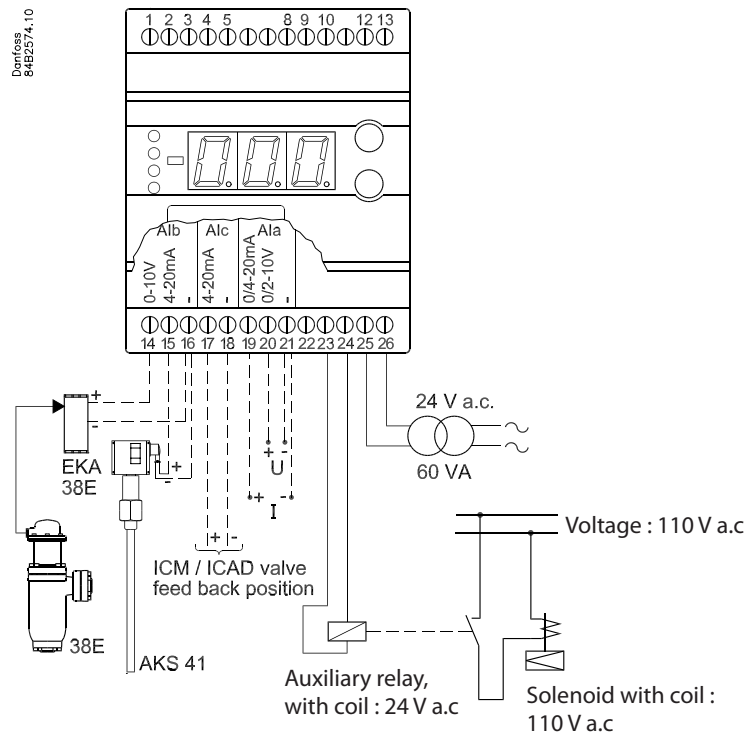 Danfoss
84B2574.10
1 2 3 4 5 8 9 10 12 13
AIb AIc AIa
0-10V
4-20mA
-
4-20mA
-
0/4-20mA
0/2-10V
-
14 15 16 17 18 19 20 21 22 23 24 25 26
+
-
EKA
38E
+
-
+ -
U
+ -
I
24 V a.c.
60 VA
Voltage : 110 V a.c
+ -
ICM / ICAD valve
feed back position
38E
AKS 41
Auxiliary relay,
with coil : 24 V a.c
Solenoid with coil :
110 V a.c